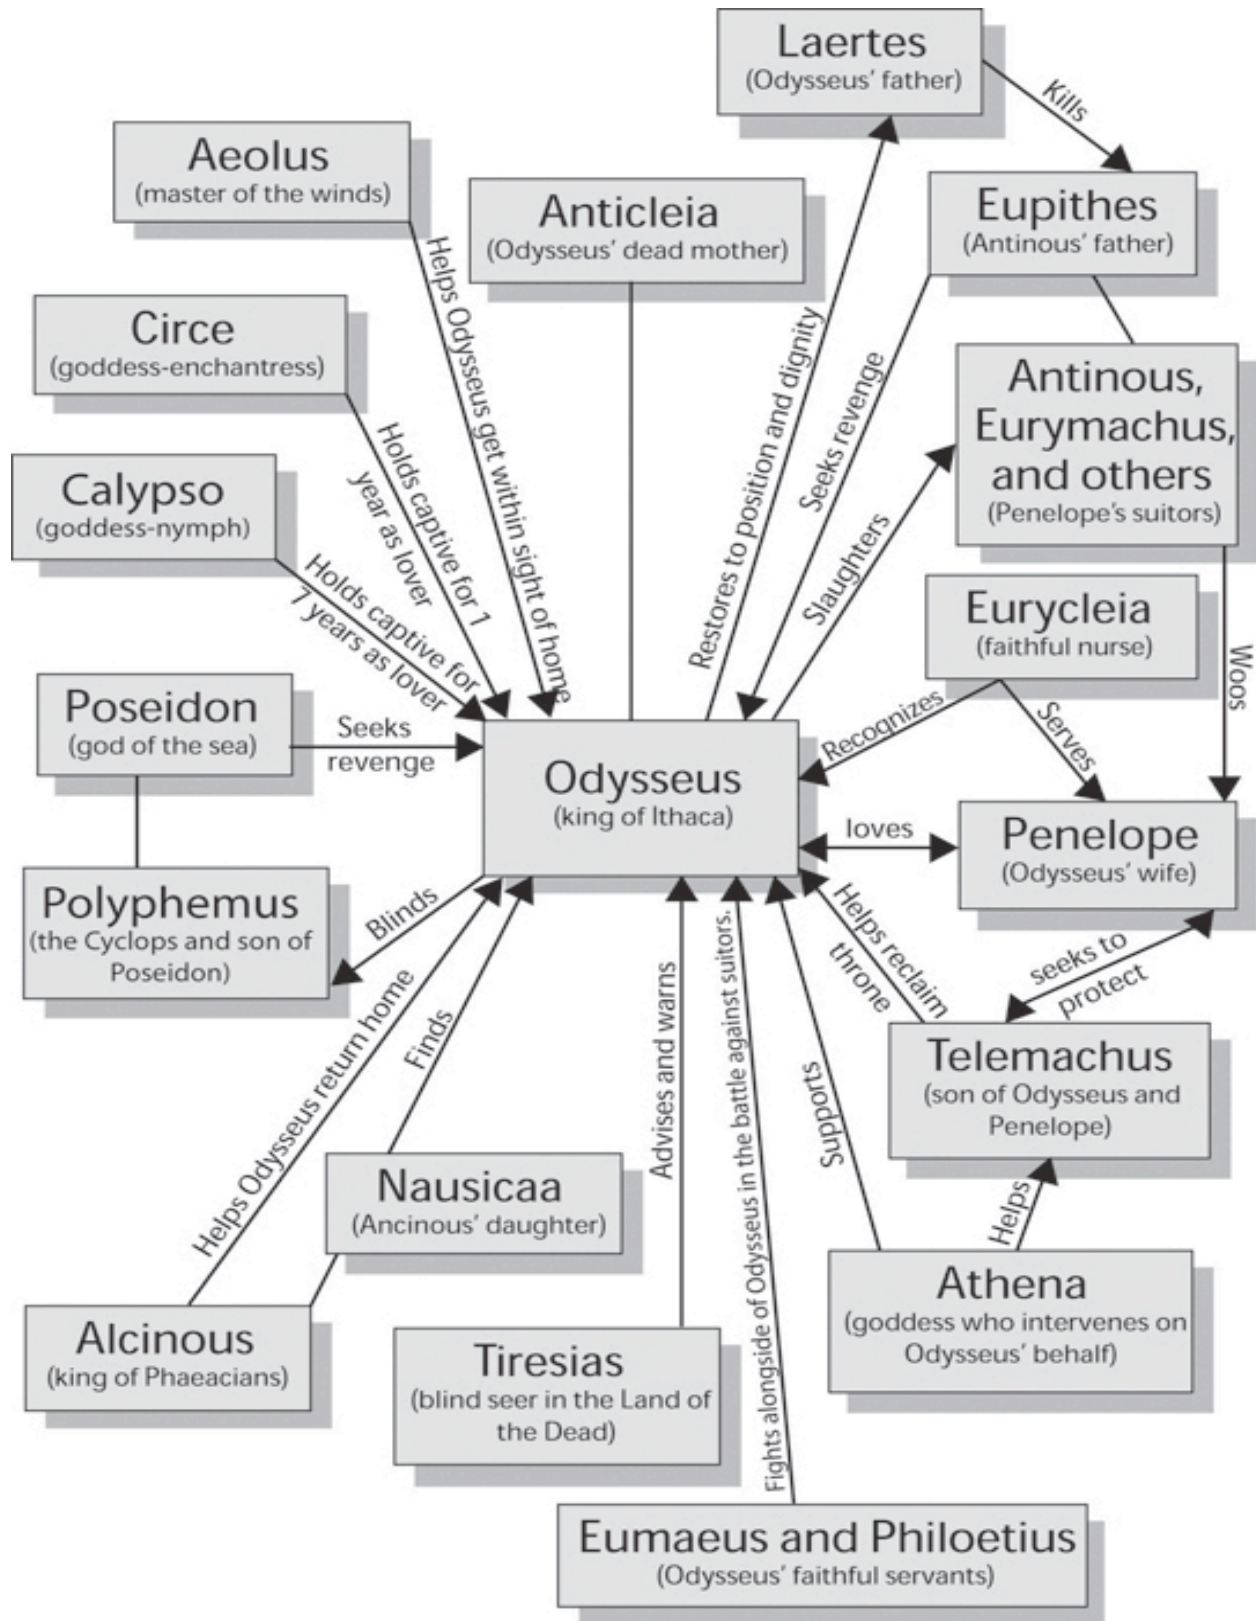 Laertes
(Odysseus' father)
Kills
Aeolus
(master of the winds)
Anticleia
(Odysseus' dead mother)
Eupithes
(Antinous' father)
Helps Odysseus get within sight of home
Circe
(goddess-enchantress)
Restores to position and dignity
Seeks revenge
Antinous,
Eurymachus,
and others
(Penelope's suitors)
Holds captive for 1
year as lover
Calypso
(goddess-nymph)
Slaughters
Holds captive for
7 years as lover
Eurycleia
(faithful nurse)
Woos
Poseidon
(god of the sea)
Seeks
revenge
Recognizes
Serves
Odysseus
(king of Ithaca)
loves
Penelope
(Odysseus' wife)
Polyphemus
(the Cyclops and son of
Poseidon)
Blinds
Helps reclaim
throne
seeks to
protect
Helps Odysseus return home
Finds
Advises and warns
Fights alongside of Odysseus in the battle against suitors.
Supports
Telemachus
(son of Odysseus and
Penelope)
Nausicaa
(Ancinous' daughter)
Helps
Athena
(goddess who intervenes on
Odysseus' behalf)
Alcinous
(king of Phaeacians)
Tiresias
(blind seer in the Land of
the Dead)
Eumaeus and Philoetius
(Odysseus' faithful servants)